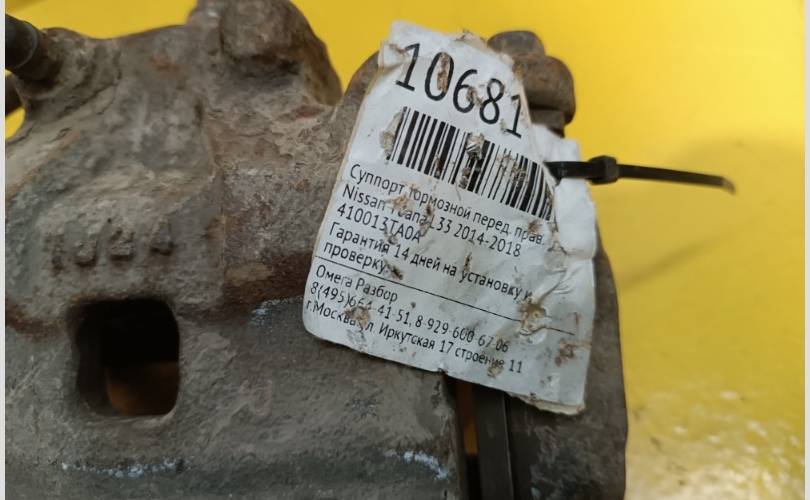 10681
Суппорт тормозной перед. прав.
Nissan Teana L33 2014-2018
410013TA0A
Гарантия 14 дней на установку и
проверку.
Омега Разбор
8(495)664-41-51, 8-929-600-67-06
г.Москва ул. Иркутская 17 строение 11